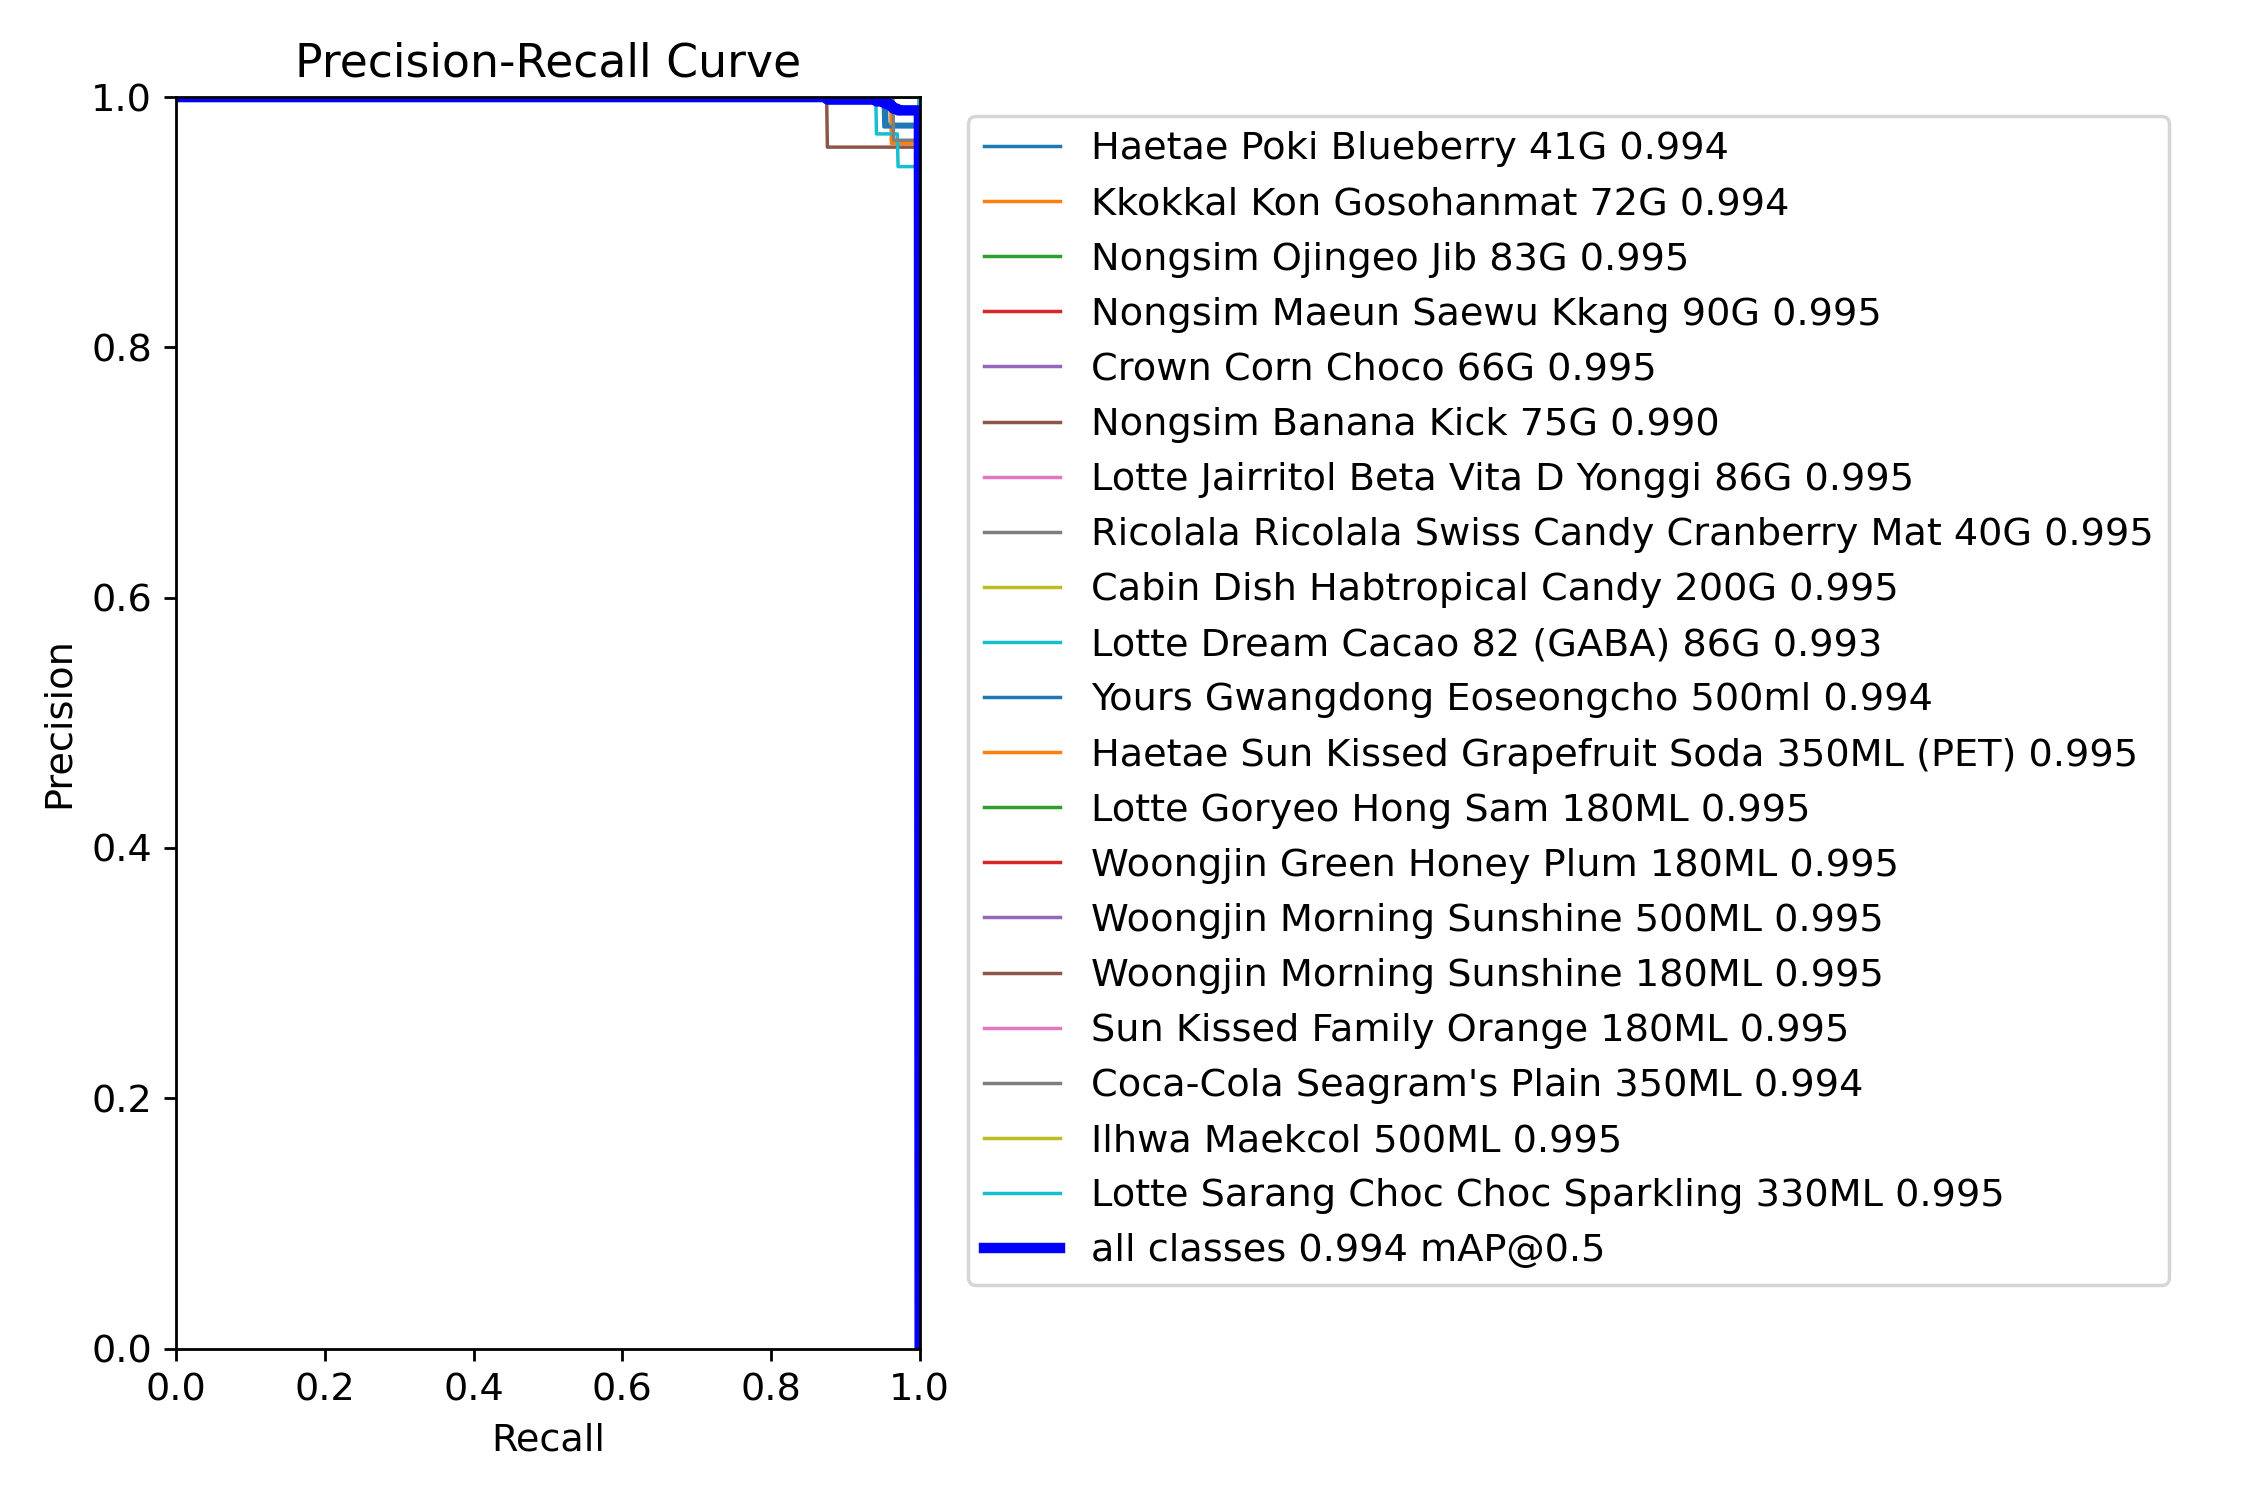 Precision-Recall Curve
1.0
0.8
0.6
0.4
0.2
0.0
Precision
0.0 0.2 0.4 0.6 0.8 1.0
Recall
Haetae Poki Blueberry 41G 0.994
Kkokkal Kon Gosohanmat 72G 0.994
Nongsim Ojingeo Jib 83G 0.995
Nongsim Maeun Saewu Kkang 90G 0.995
Crown Corn Choco 66G 0.995
Nongsim Banana Kick 75G 0.990
Lotte Jairritol Beta Vita D Yonggi 86G 0.995
Ricolala Ricolala Swiss Candy Cranberry Mat 40G 0.995
Cabin Dish Habtropical Candy 200G 0.995
Lotte Dream Cacao 82 (GABA) 86G 0.993
Yours Gwangdong Eoseongcho 500ml 0.994
Haetae Sun Kissed Grapefruit Soda 350ML (PET) 0.995
Lotte Goryeo Hong Sam 180ML 0.995
Woongjin Green Honey Plum 180ML 0.995
Woongjin Morning Sunshine 500ML 0.995
Woongjin Morning Sunshine 180ML 0.995
Sun Kissed Family Orange 180ML 0.995
Coca-Cola Seagram's Plain 350ML 0.994
Ilhwa Maekcol 500ML 0.995
Lotte Sarang Choc Choc Sparkling 330ML 0.995
all classes 0.994 mAP@0.5